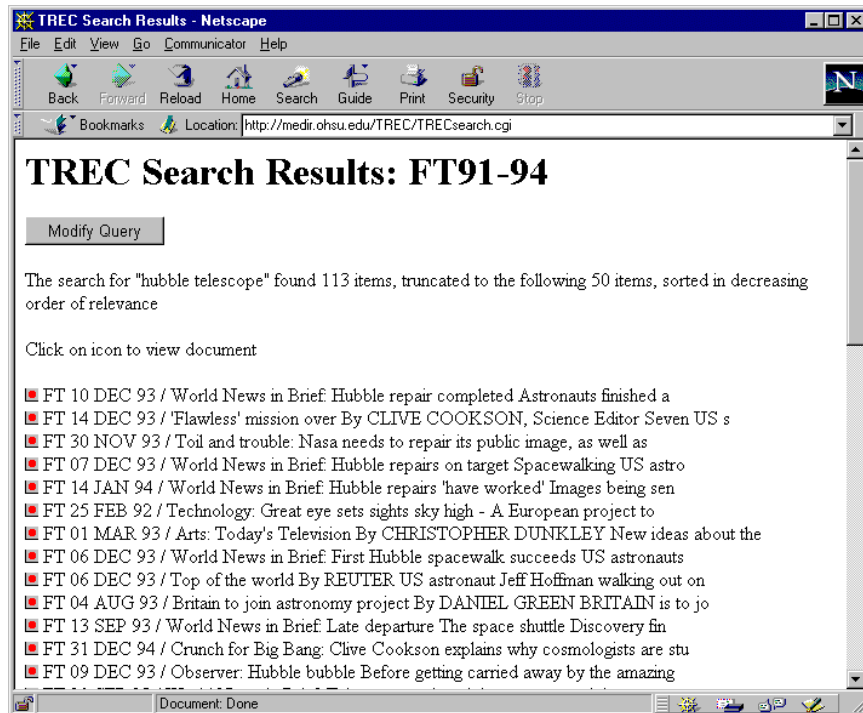 TREC Search Results - Netscape
File Edit View Go Communicator Help
Back Forward Reload Home Search Guide Print Security Stop
N
Bookmarks Location: http://medir.ohsu.edu/TREC/TRECsearch.cgi
TREC Search Results: FT91-94
Modify Query
The search for "hubble telescope" found 113 items, truncated to the following 50 items, sorted in decreasing
order of relevance
Click on icon to view document
FT 10 DEC 93 / World News in Brief: Hubble repair completed Astronauts finished a
FT 14 DEC 93 / 'Flawless' mission over By CLIVE COOKSON, Science Editor Seven US s
FT 30 NOV 93 / Toil and trouble: Nasa needs to repair its public image, as well as
FT 07 DEC 93 / World News in Brief: Hubble repairs on target Spacewalking US astro
FT 14 JAN 94 / World News in Brief: Hubble repairs 'have worked' Images being sen
FT 25 FEB 92 / Technology: Great eye sets sights sky high - A European project to
FT 01 MAR 93 / Arts: Today's Television By CHRISTOPHER DUNKLEY New ideas about the
FT 06 DEC 93 / World News in Brief: First Hubble spacewalk succeeds US astronauts
FT 06 DEC 93 / Top of the world By REUTER US astronaut Jeff Hoffman walking out on
FT 04 AUG 93 / Britain to join astronomy project By DANIEL GREEN BRITAIN is to jo
FT 13 SEP 93 / World News in Brief: Late departure The space shuttle Discovery fin
FT 31 DEC 94 / Crunch for Big Bang: Clive Cookson explains why cosmologists are stu
FT 09 DEC 93 / Observer: Hubble bubble Before getting carried away by the amazing
Document: Done